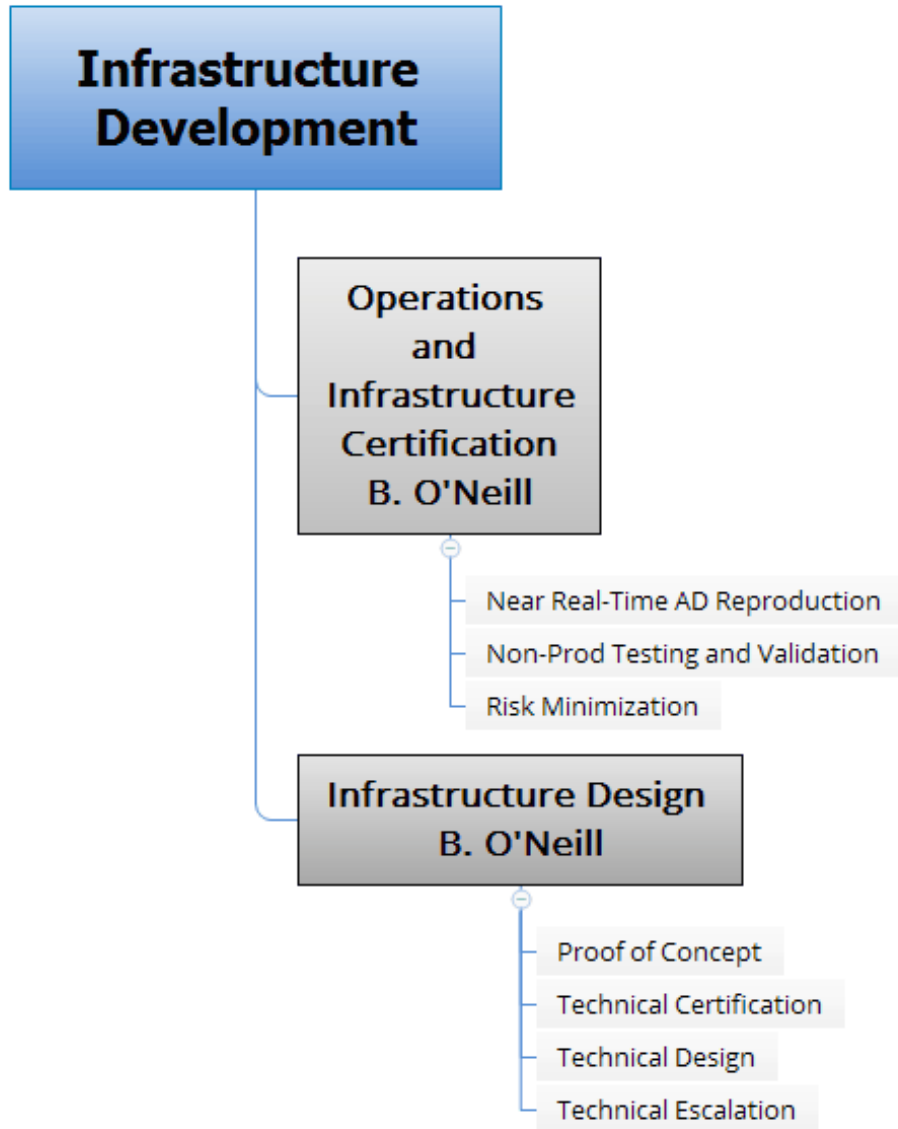 Infrastructure
Development
Operations
and
Infrastructure
Certification
B. O'Neill
Near Real-Time AD Reproduction
Non-Prod Testing and Validation
Risk Minimization
Infrastructure Design
B. O'Neill
Proof of Concept
Technical Certification
Technical Design
Technical Escalation